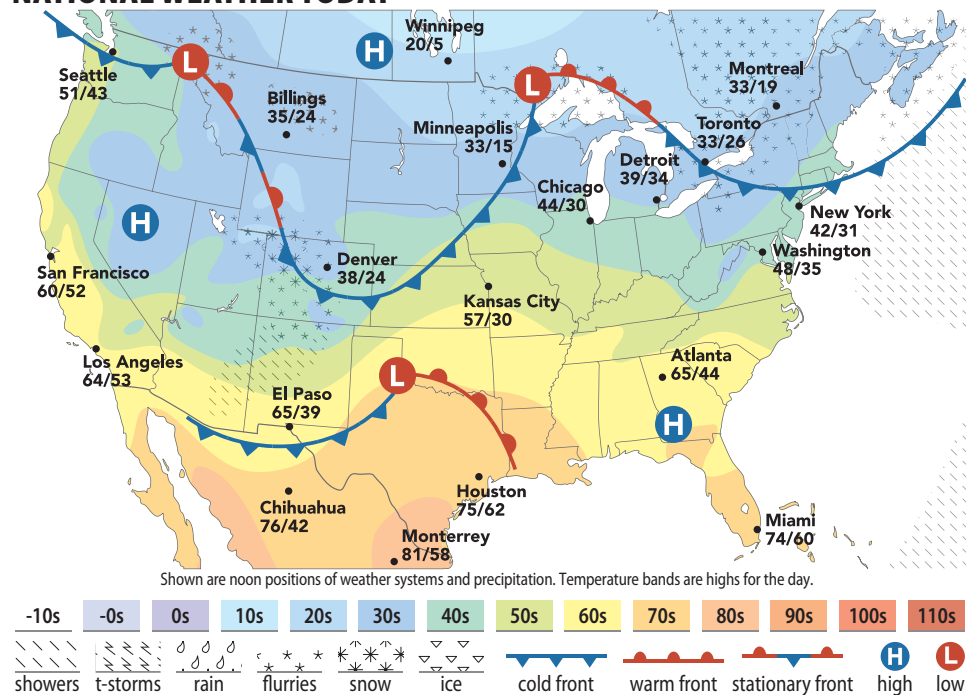 NATIONAL WEATHER TODAY
Winnipeg
20/5
H
L
Seattle
51/43
Billings
35/24
L
Montreal
33/19
Minneapolis
33/15
Toronto
33/26
Detroit
39/34
Chicago
44/30
H
New York
42/31
Washington
48/35
San Francisco
60/52
Denver
38/24
Kansas City
57/30
Los Angeles
64/53
Atlanta
65/44
L
El Paso
65/39
H
Chihuahua
76/42
Houston
75/62
Miami
74/60
Monterrey
81/58
Shown are noon positions of weather systems and precipitation. Temperature bands are highs for the day.
-10s -0s 0s 10s 20s 30s 40s 50s 60s 70s 80s 90s 100s 110s
H L
showers t-storms rain flurries snow ice cold front warm front stationary front high low